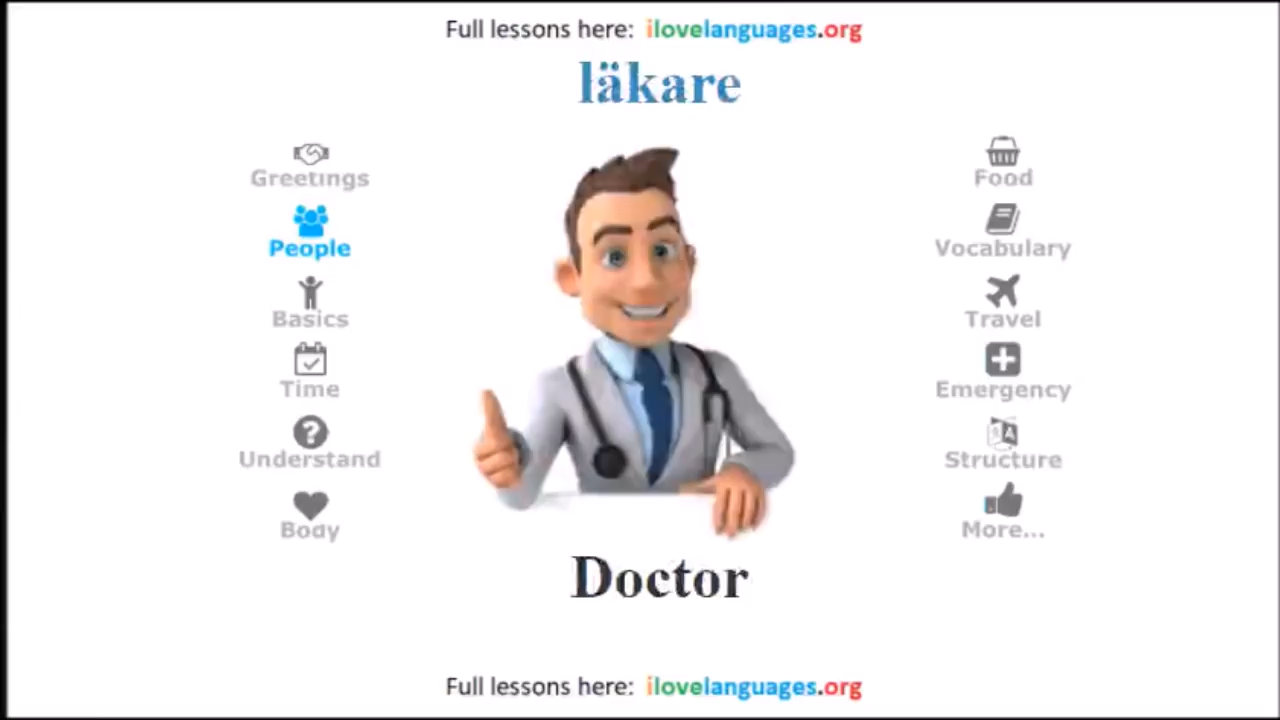 Full lessons here: ilovelanguages.org
läkare
Greetings
People
Basics
Time
Understand
Body
Food
Vocabulary
Travel
Emergency
Structure
More...
Doctor
Full lessons here: ilovelanguages.org